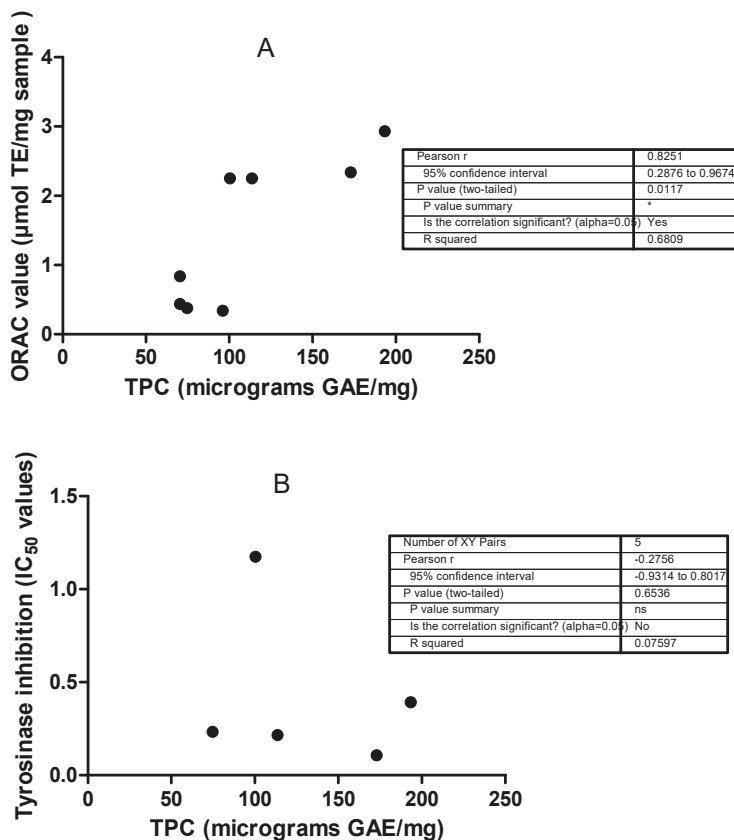 A
ORAC value (µmol TE/mg sample )
4
3
2
1
0
0 50 100 150 200 250
TPC (micrograms GAE/mg)
Pearson r 0.8251
95% confidence interval 0.2876 to 0.9674
P value (two-tailed) 0.0117
P value summary *
Is the correlation significant? (alpha=0.05) Yes
R squared 0.6809
B
Tyrosinase inhibition (IC50 values)
1.5
1.0
0.5
0.0
0 50 100 150 200 250
TPC (micrograms GAE/mg)
Number of XY Pairs 5
Pearson r -0.2756
95% confidence interval -0.9314 to 0.8017
P value (two-tailed) 0.6536
P value summary ns
Is the correlation significant? (alpha=0.05) No
R squared 0.07597